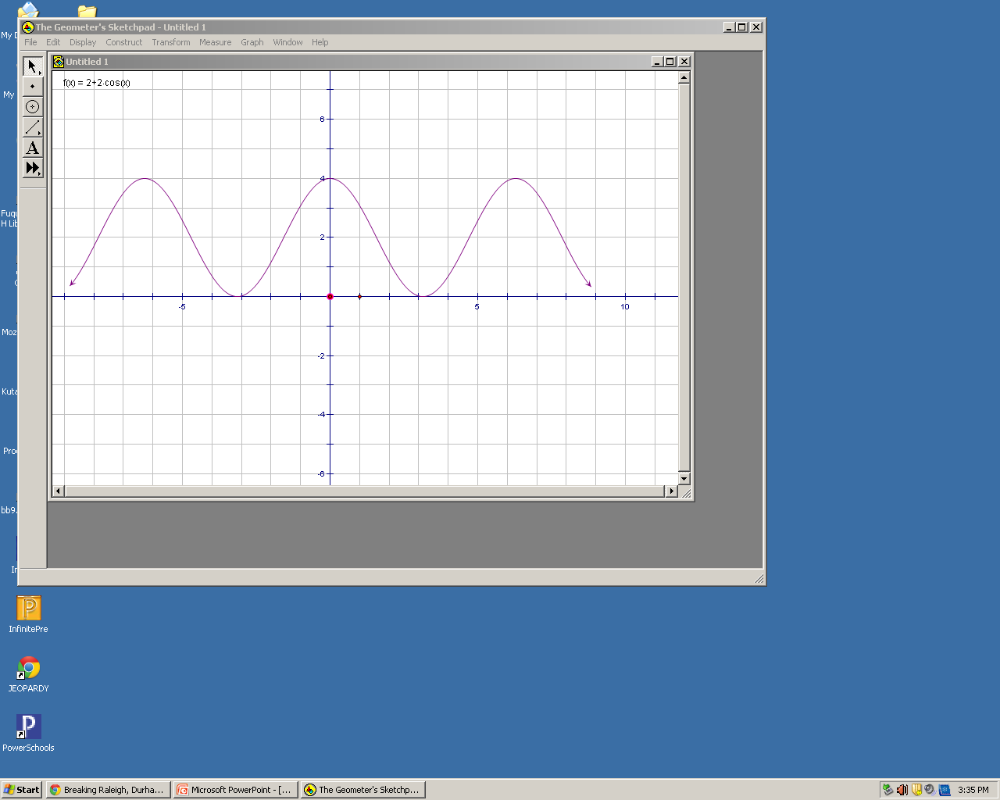 My D
The Geometer's Sketchpad - Untitled 1
File Edit Display Construct Transform Measure Graph Window Help
Untitled 1
f(x) = 2+2·cos(x)
My
A
6
4
2
-5
5
10
-2
-4
-6
Fuqu
H Lib
Moz
Kuta
Proc
bb9.
In
InfinitePre
JEOPARDY
PowerSchools
Start
Breaking Raleigh, Durha...
Microsoft PowerPoint - [...
The Geometer's Sketchp...
3:35 PM